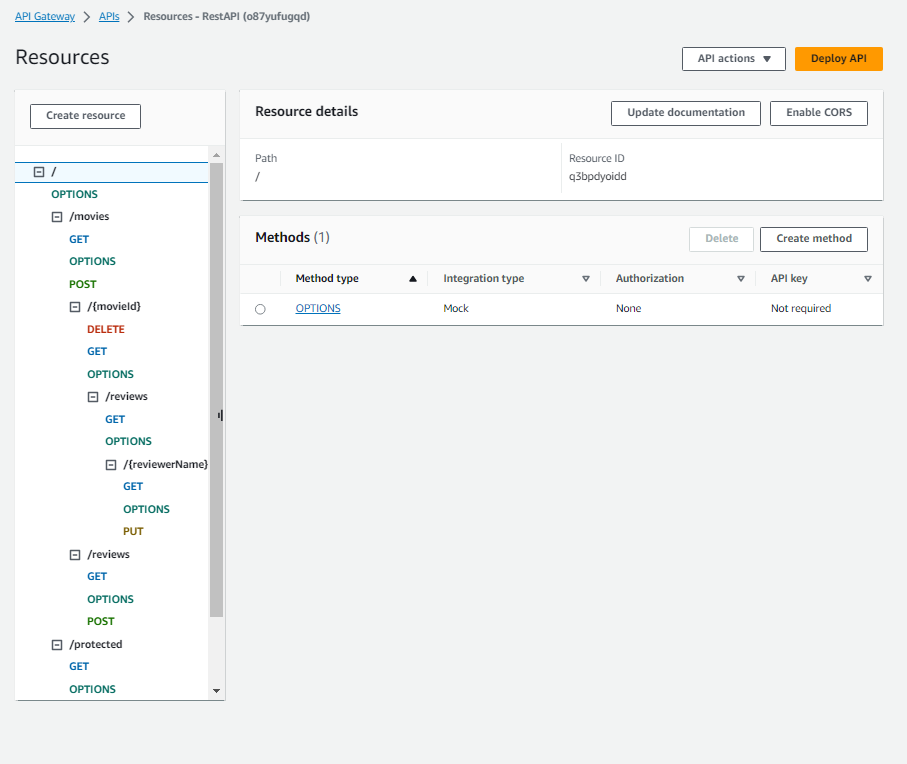 API Gateway > APIs > Resources - RestAPI (o87yufugqd)
Resources
API actions ▼ Deploy API
Create resource
/
OPTIONS
/movies
GET
OPTIONS
POST
/{movieId}
DELETE
GET
OPTIONS
/reviews
GET
OPTIONS
/{reviewerName}
GET
OPTIONS
PUT
/reviews
GET
OPTIONS
POST
/protected
GET
OPTIONS
Resource details
Update documentation Enable CORS
Path
/
Resource ID
q3bpdyoidd
Methods (1)
Delete Create method
Method type Integration type Authorization API key
OPTIONS Mock None Not required